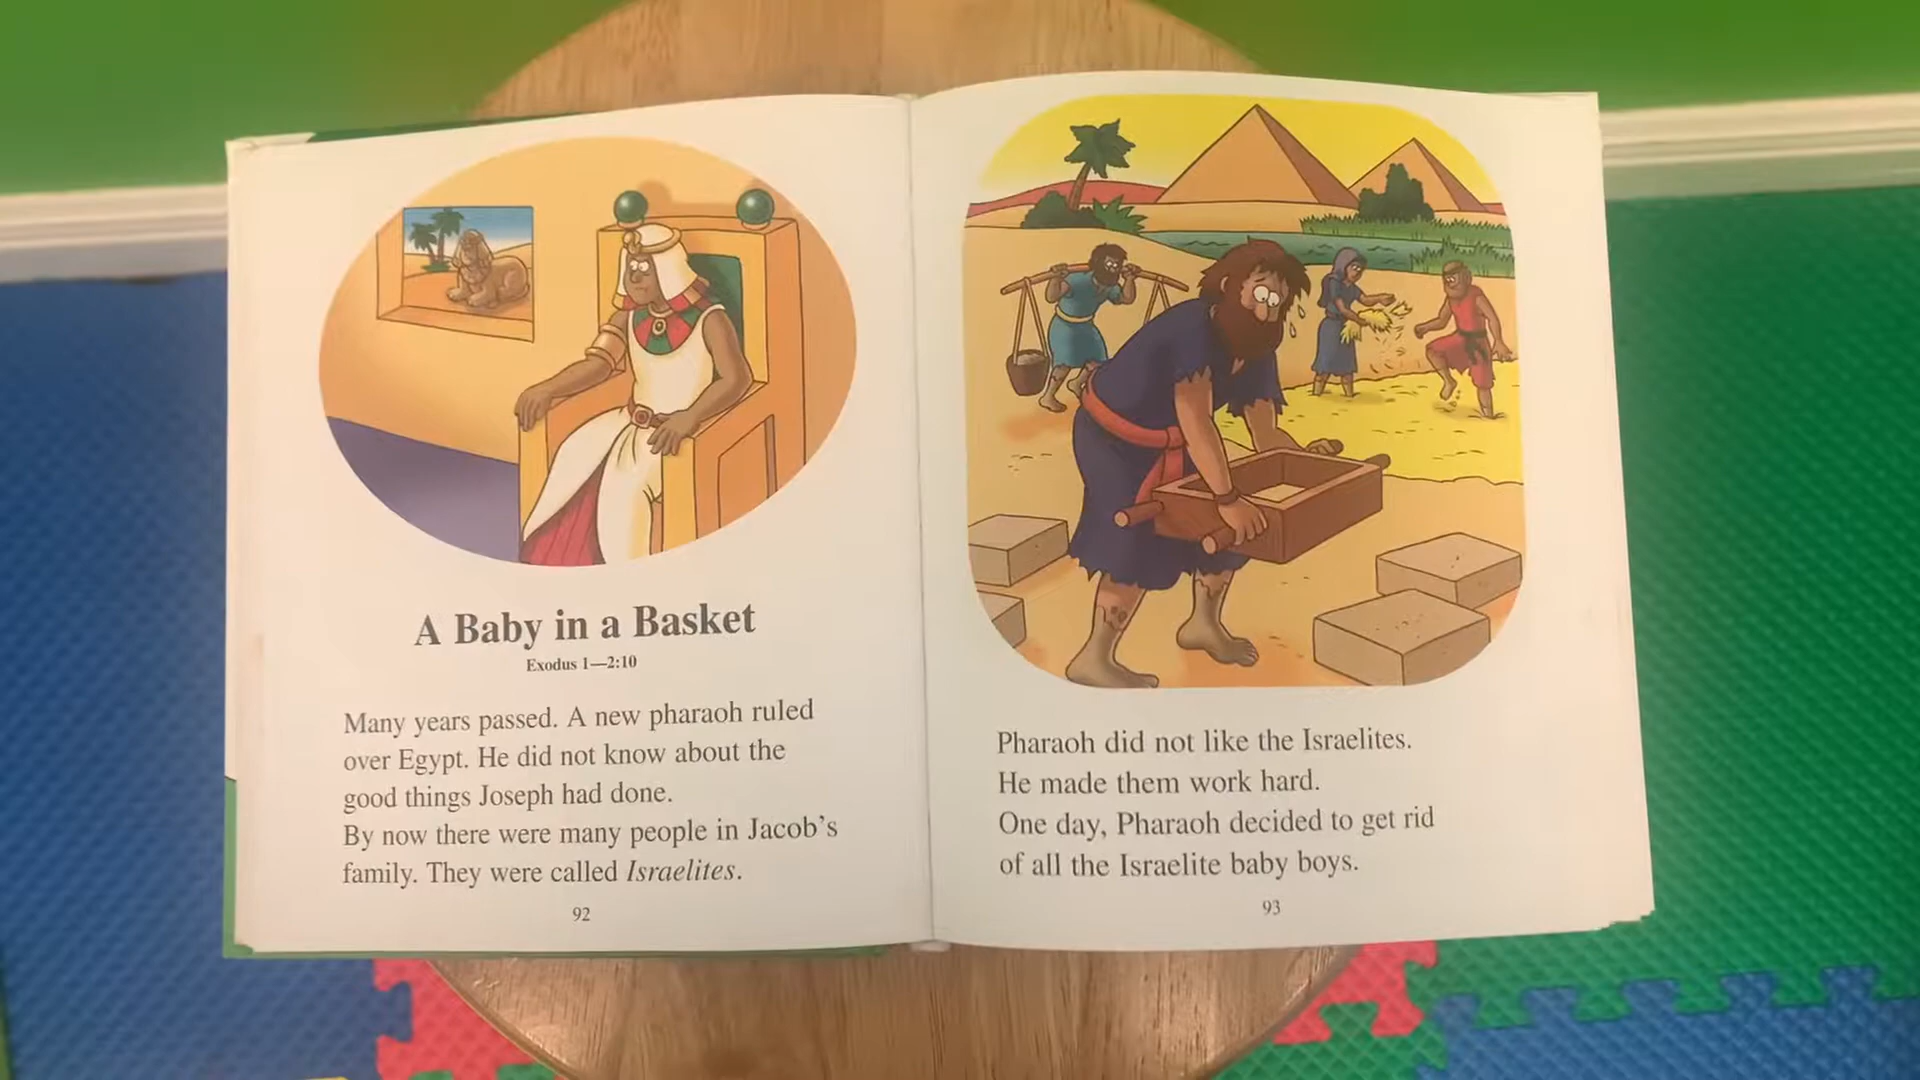 A Baby in a Basket
Exodus 1—2:10
Many years passed. A new pharaoh ruled
over Egypt. He did not know about the
good things Joseph had done.
By now there were many people in Jacob's
family. They were called Israelites.
92
Pharaoh did not like the Israelites.
He made them work hard.
One day, Pharaoh decided to get rid
of all the Israelite baby boys.
93